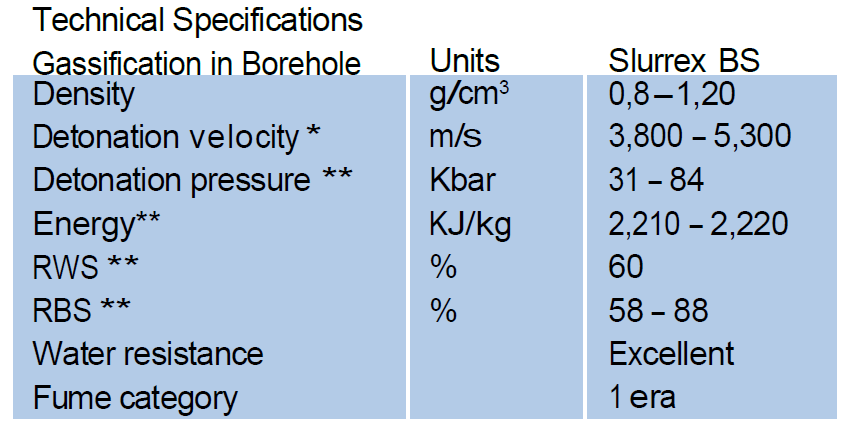 Technical Specifications
Gassification in Borehole Units Slurrex BS
Density g/cm³ 0,8 – 1,20
Detonation velocity * m/s 3,800 – 5,300
Detonation pressure ** Kbar 31 – 84
Energy** KJ/kg 2,210 – 2,220
RWS ** % 60
RBS ** % 58 – 88
Water resistance Excellent
Fume category 1 era